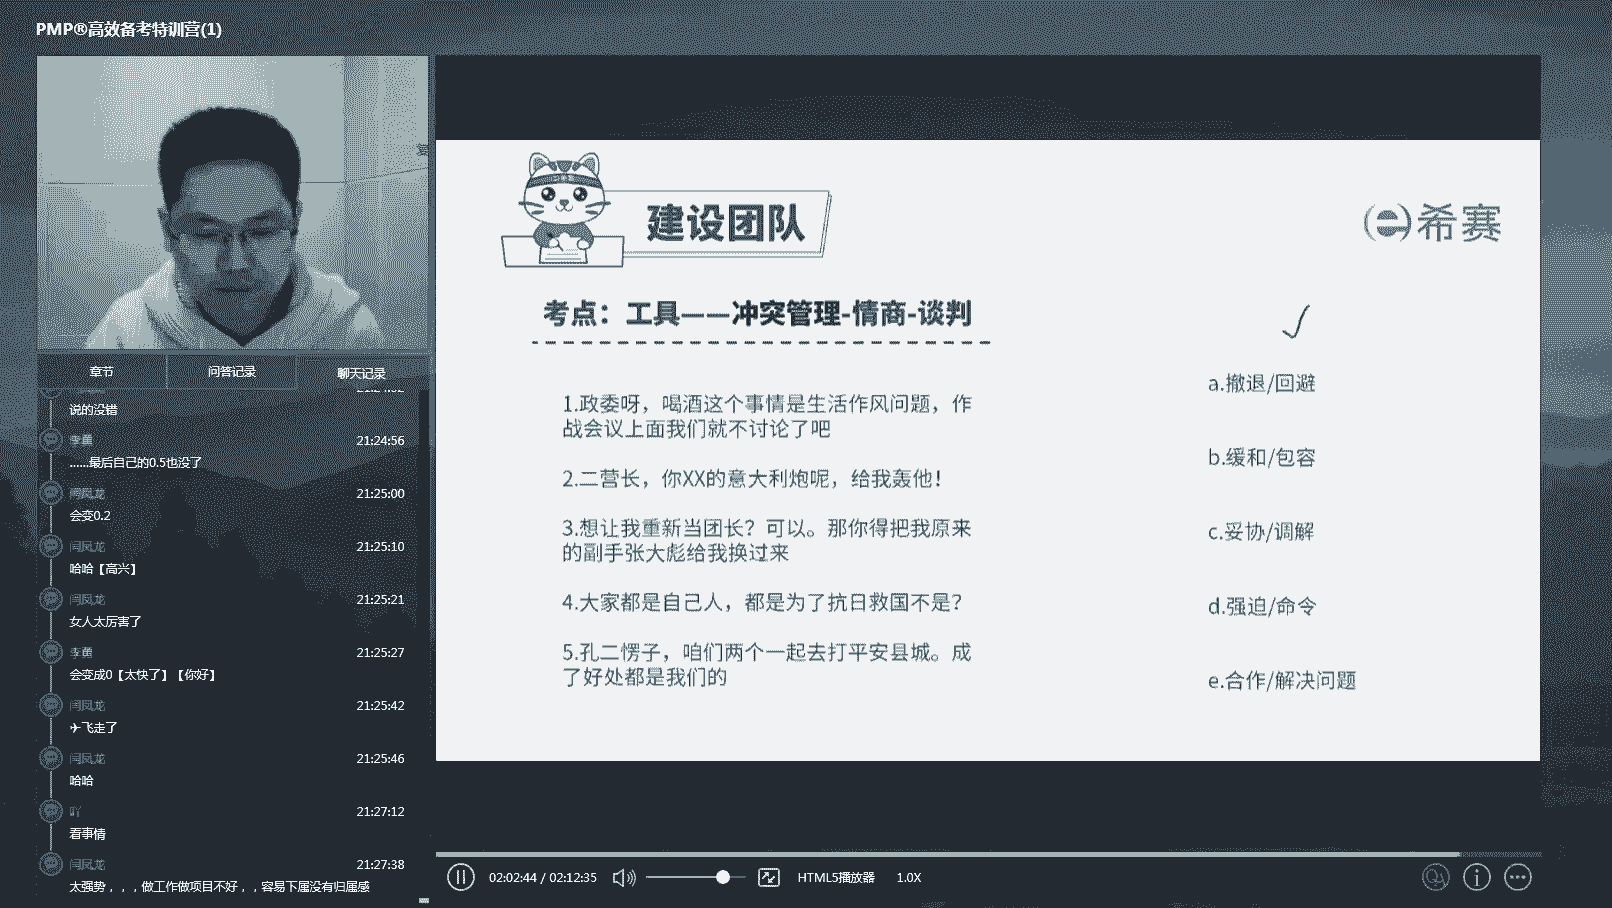 PMP®高效备考特训营(1)
章节
问答记录
聊天记录
说的没错
李菌
21:24:56
......最后自己的0.5也没了
闫凤龙
21:25:00
会变0.2
闫凤龙
21:25:10
哈哈【高兴】
闫凤龙
21:25:21
女人太厉害了
21:25:27
会变成0【太快了】【你好】
闫凤龙
21:25:42
✈飞走了
闫凤龙
21:25:46
哈哈
吖
21:27:12
看事情
闫凤龙
21:27:38
太强势，，，做工作做项目不好，，容易下属没有归属感
建设团队
希赛
考点：工具——冲突管理-情商-谈判
1.政委呀，喝酒这个事情是生活作风问题，作
战会议上面我们就不讨论了吧
2.二营长，你XX的意大利炮呢，给我轰他！
3.想让我重新当团长？可以。那你得把我原来
的副手张大彪给我换过来
4.大家都是自己人，都是为了抗日救国不是？
5.孔二愣子，咱们两个一起去打平安县城。成
了好处都是我们的
a.撤退/回避
b.缓和/包容
c.妥协/调解
d.强迫/命令
e.合作/解决问题
02:02:44 / 02:12:35
HTML5播放器
1.0X